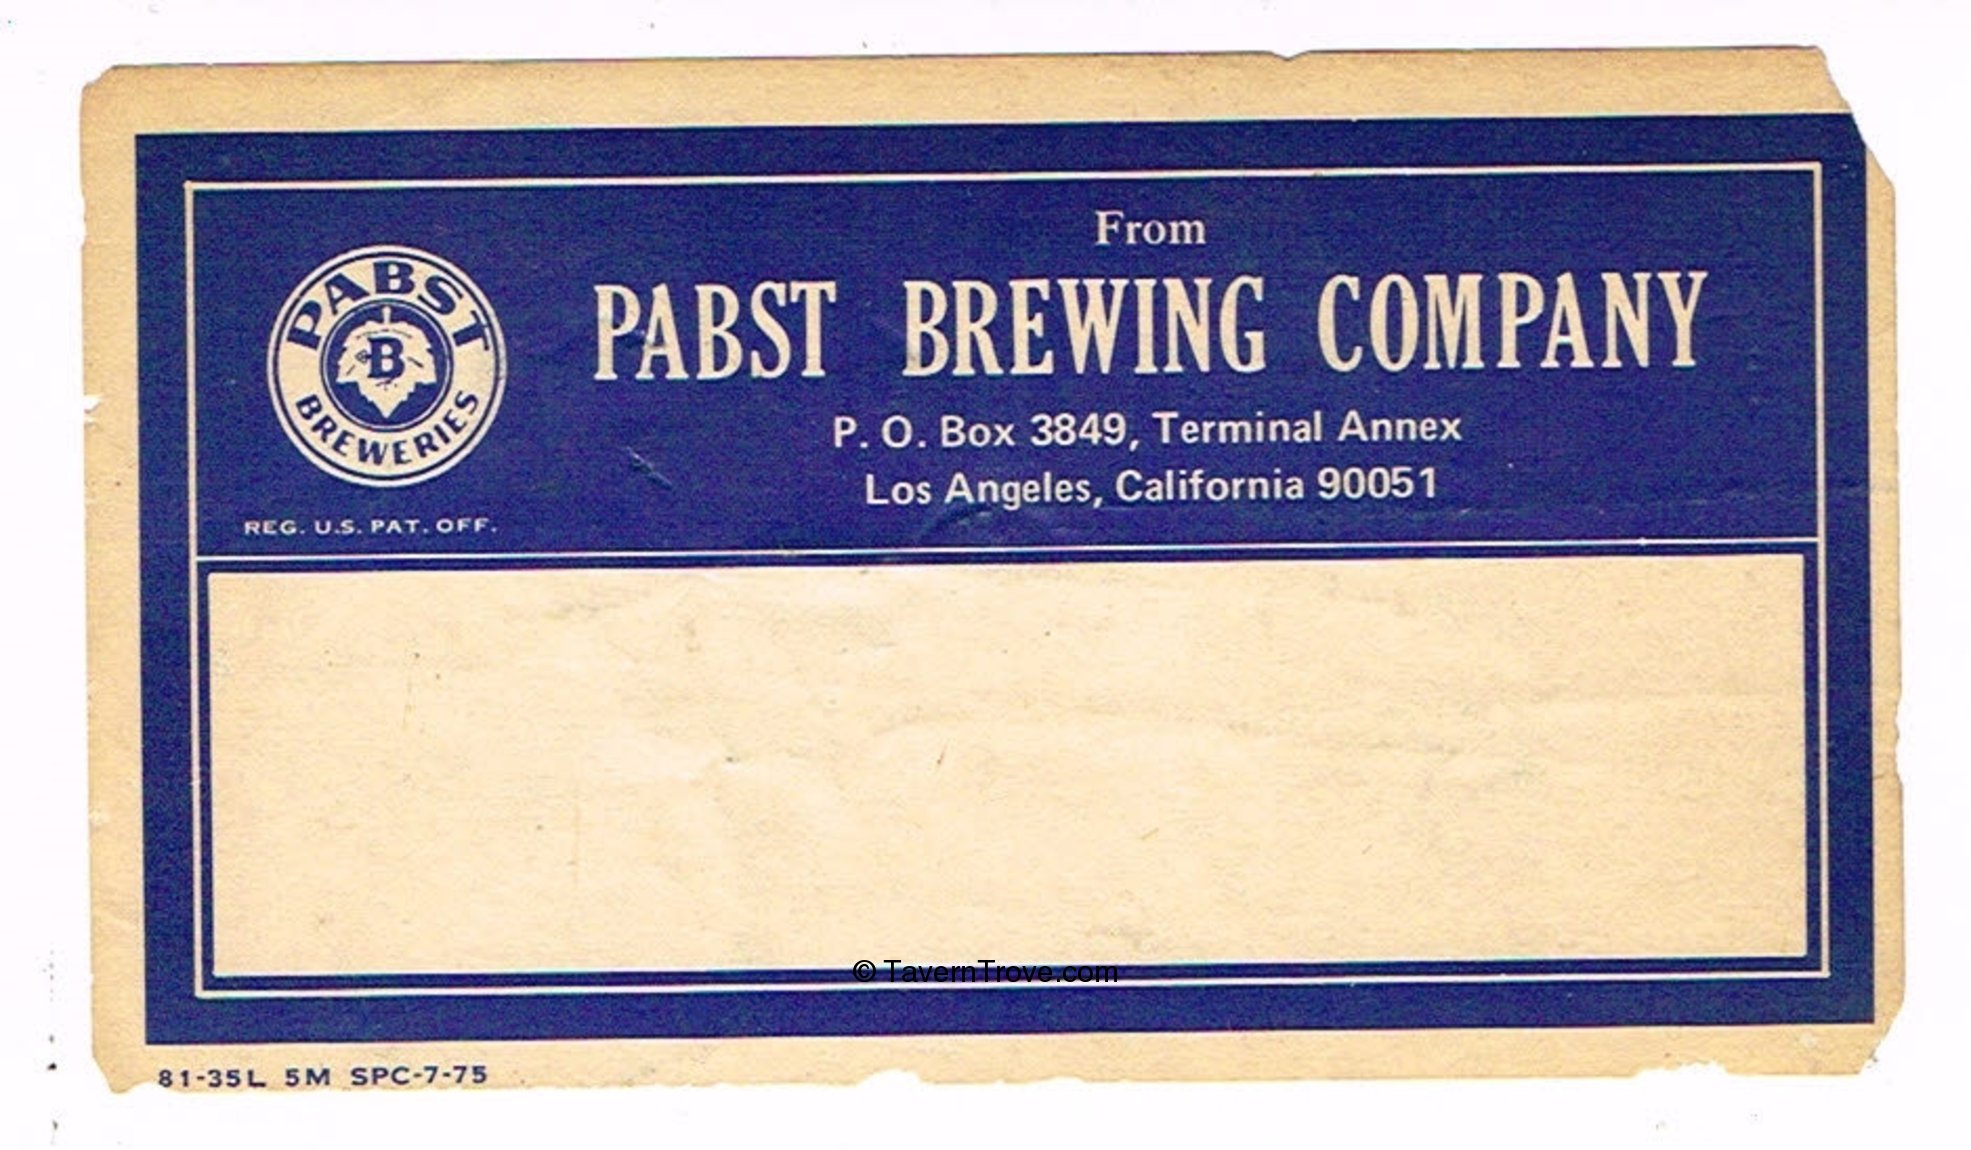 From
PABST BREWING COMPANY
P. O. Box 3849, Terminal Annex
Los Angeles, California 90051
PABST
B
BREWERIES
REG. U.S. PAT. OFF.
© TavernTrove.com
81-35L 5M SPC-7-75